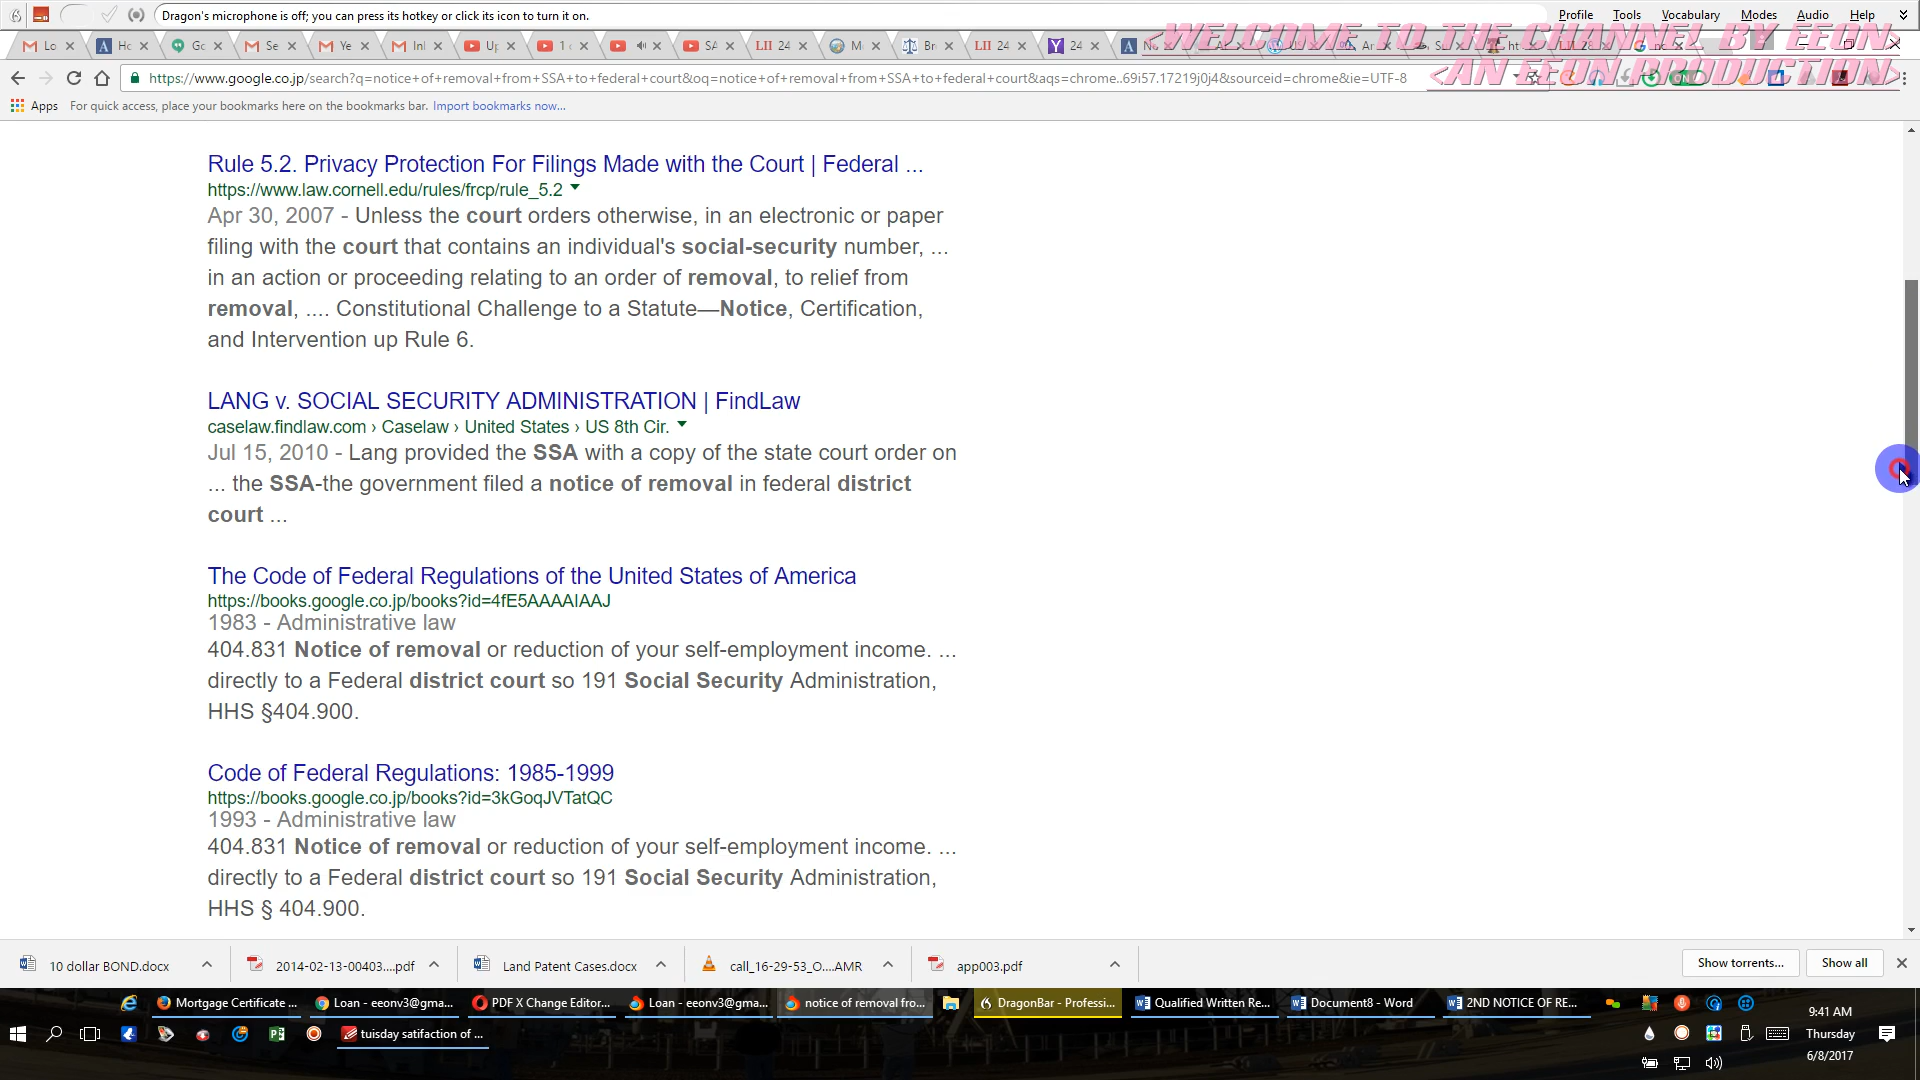 Dragon's microphone is off; you can press its hotkey or click its icon to turn it on.
Profile Tools Vocabulary Modes Audio Help
<WELCOME TO THE CHANNEL BY EEON>
<AN EEON PRODUCTION>
Lo Hc Gc Se Ye Inl Up 1 ( SA LII 24 M Br LII 24 24
https://www.google.co.jp/search?q=notice+of+removal+from+SSA+to+federal+court&oq=notice+of+removal+from+SSA+to+federal+court&aqs=chrome..69i57.17219j0j4&sourceid=chrome&ie=UTF-8
Apps For quick access, place your bookmarks here on the bookmarks bar. Import bookmarks now...
Rule 5.2. Privacy Protection For Filings Made with the Court | Federal ...
https://www.law.cornell.edu/rules/frcp/rule_5.2
Apr 30, 2007 - Unless the court orders otherwise, in an electronic or paper
filing with the court that contains an individual's social-security number, ...
in an action or proceeding relating to an order of removal, to relief from
removal, .... Constitutional Challenge to a Statute—Notice, Certification,
and Intervention up Rule 6.
LANG v. SOCIAL SECURITY ADMINISTRATION | FindLaw
caselaw.findlaw.com › Caselaw › United States › US 8th Cir.
Jul 15, 2010 - Lang provided the SSA with a copy of the state court order on
... the SSA-the government filed a notice of removal in federal district
court ...
The Code of Federal Regulations of the United States of America
https://books.google.co.jp/books?id=4fE5AAAAIAAJ
1983 - Administrative law
404.831 Notice of removal or reduction of your self-employment income. ...
directly to a Federal district court so 191 Social Security Administration,
HHS §404.900.
Code of Federal Regulations: 1985-1999
https://books.google.co.jp/books?id=3kGoqJVTatQC
1993 - Administrative law
404.831 Notice of removal or reduction of your self-employment income. ...
directly to a Federal district court so 191 Social Security Administration,
HHS § 404.900.
10 dollar BOND.docx 2014-02-13-00403....pdf Land Patent Cases.docx call_16-29-53_O....AMR app003.pdf Show torrents... Show all
Mortgage Certificate ... Loan - eeonv3@gma... PDF X Change Editor... Loan - eeonv3@gma... notice of removal fro... DragonBar - Professi... Qualified Written Re... Document8 - Word 2ND NOTICE OF RE...
9:41 AM
tuisday satifaction of ...
Thursday
6/8/2017